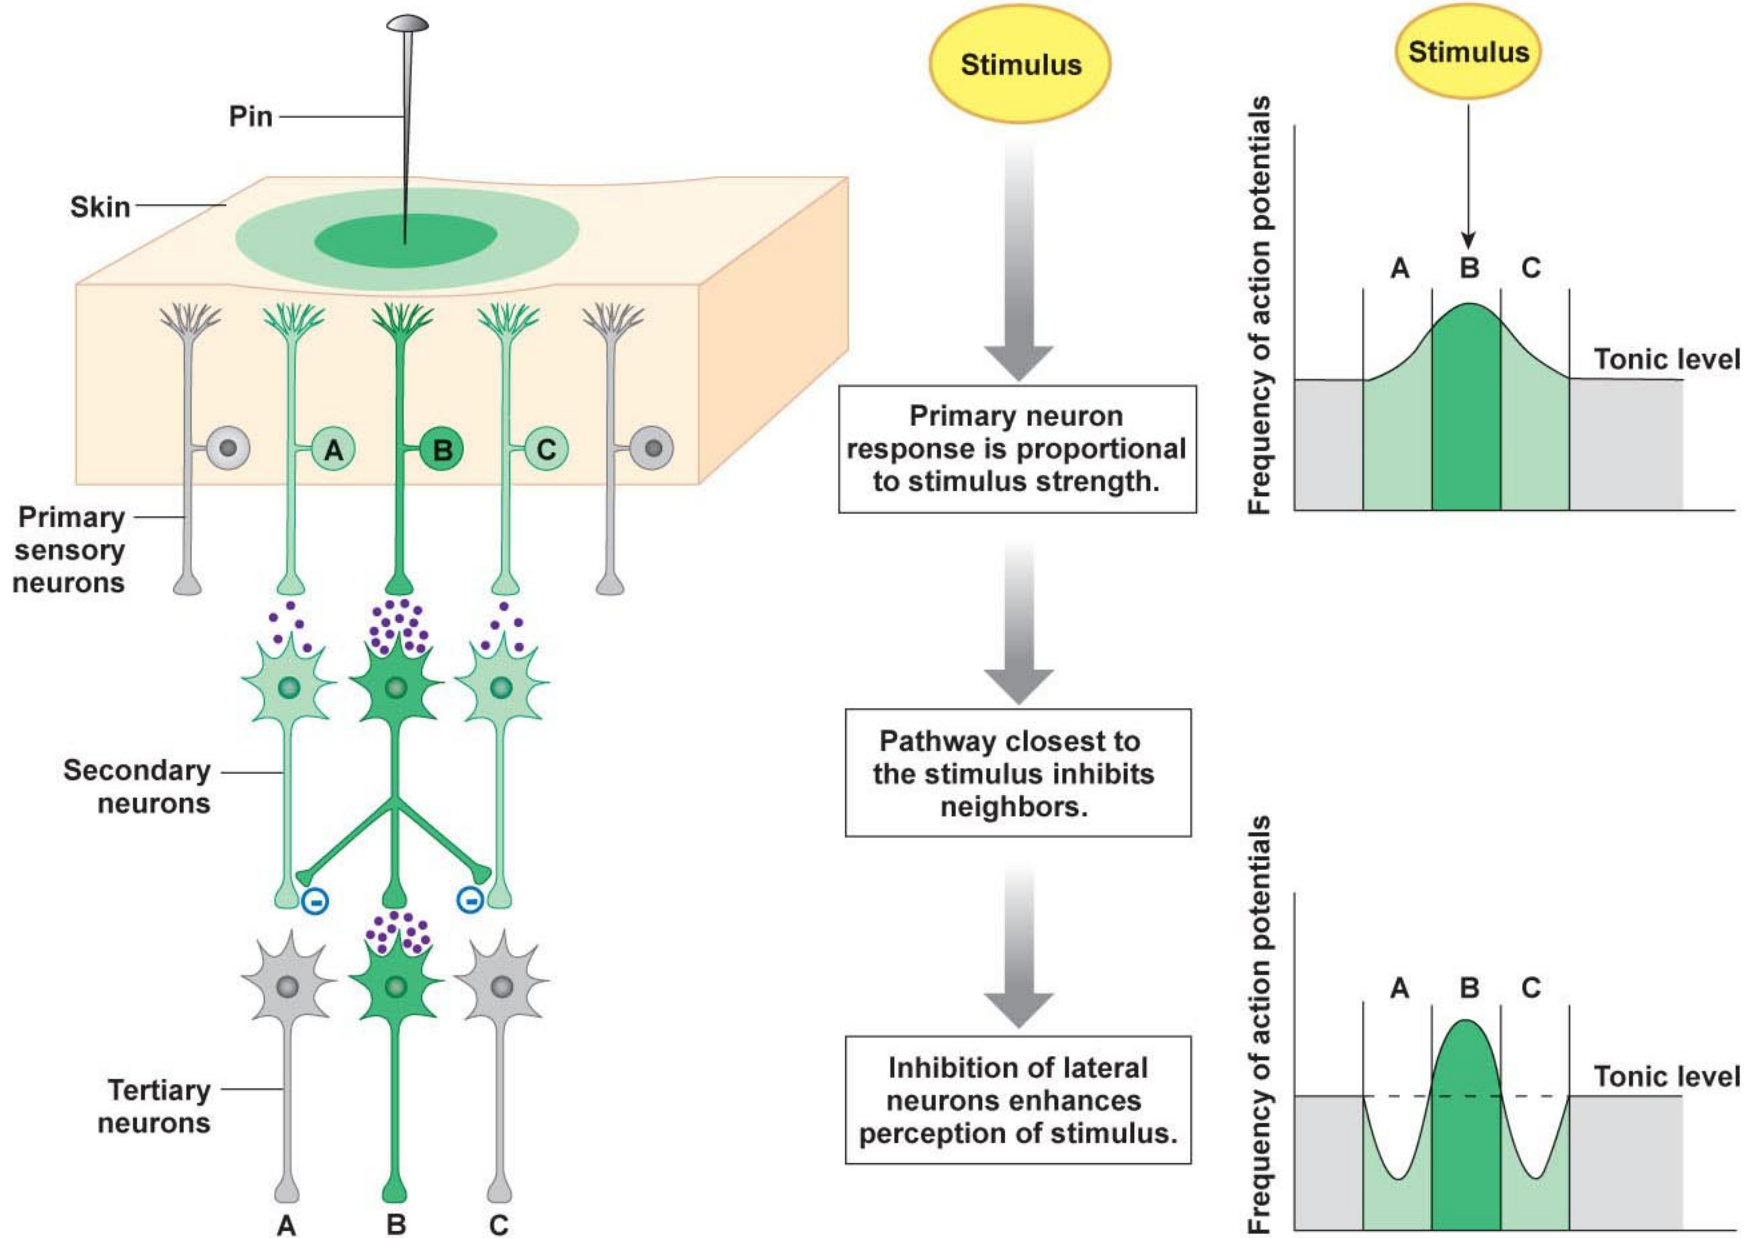 Pin
Skin
A
B
C
Primary
sensory
neurons
Secondary
neurons
-
-
Tertiary
neurons
A
B
C
Stimulus
Primary neuron
response is proportional
to stimulus strength.
Pathway closest to
the stimulus inhibits
neighbors.
Inhibition of lateral
neurons enhances
perception of stimulus.
Stimulus
Frequency of action potentials
A
B
C
Tonic level
Frequency of action potentials
A
B
C
Tonic level